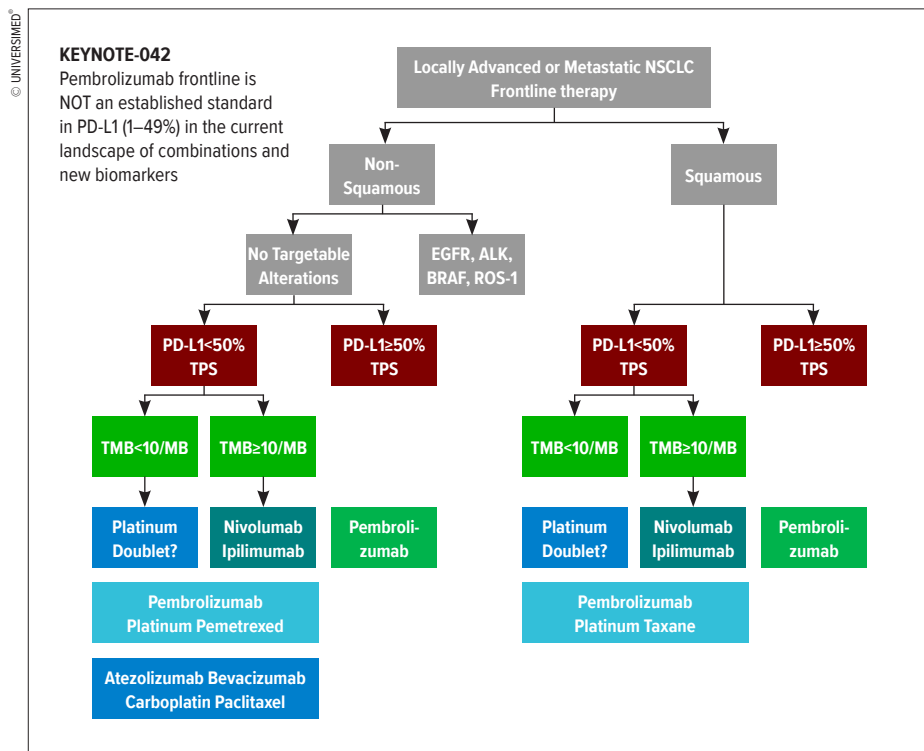 © UNIVERSIMED®
KEYNOTE-042
Pembrolizumab frontline is
NOT an established standard
in PD-L1 (1–49%) in the current
landscape of combinations and
new biomarkers
Locally Advanced or Metastatic NSCLC
Frontline therapy
Non-
Squamous
Squamous
No Targetable
Alterations
EGFR, ALK,
BRAF, ROS-1
PD-L1<50%
TPS
PD-L1≥50%
TPS
PD-L1<50%
TPS
PD-L1≥50%
TPS
TMB<10/MB
TMB≥10/MB
TMB<10/MB
TMB≥10/MB
Platinum
Doublet?
Nivolumab
Ipilimumab
Pembroli-
zumab
Platinum
Doublet?
Nivolumab
Ipilimumab
Pembroli-
zumab
Pembrolizumab
Platinum Pemetrexed
Pembrolizumab
Platinum Taxane
Atezolizumab Bevacizumab
Carboplatin Paclitaxel